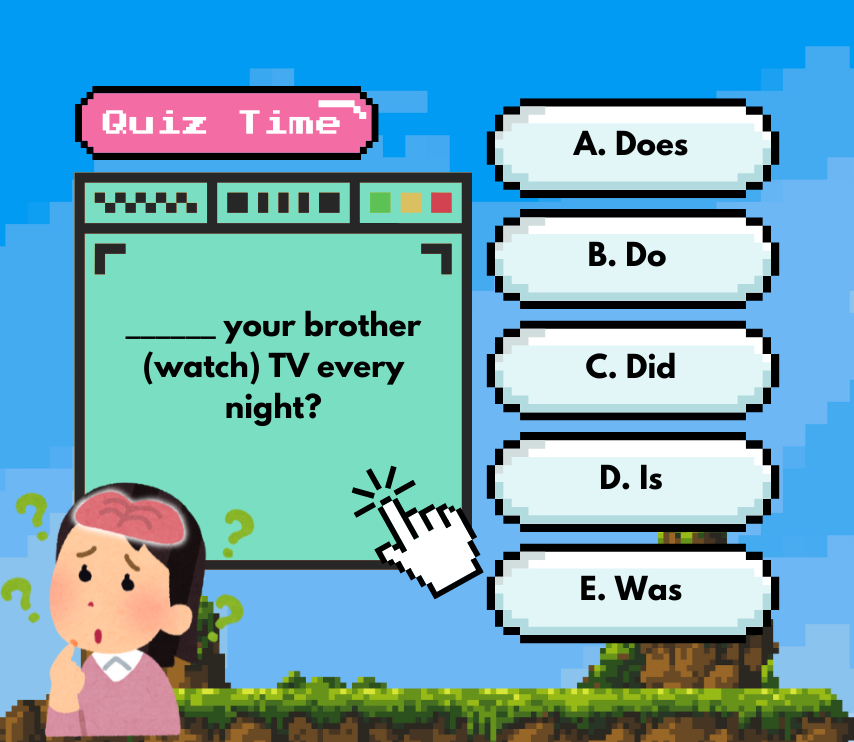 Quiz Time
______ your brother
(watch) TV every
night?
A. Does
B. Do
C. Did
D. Is
E. Was